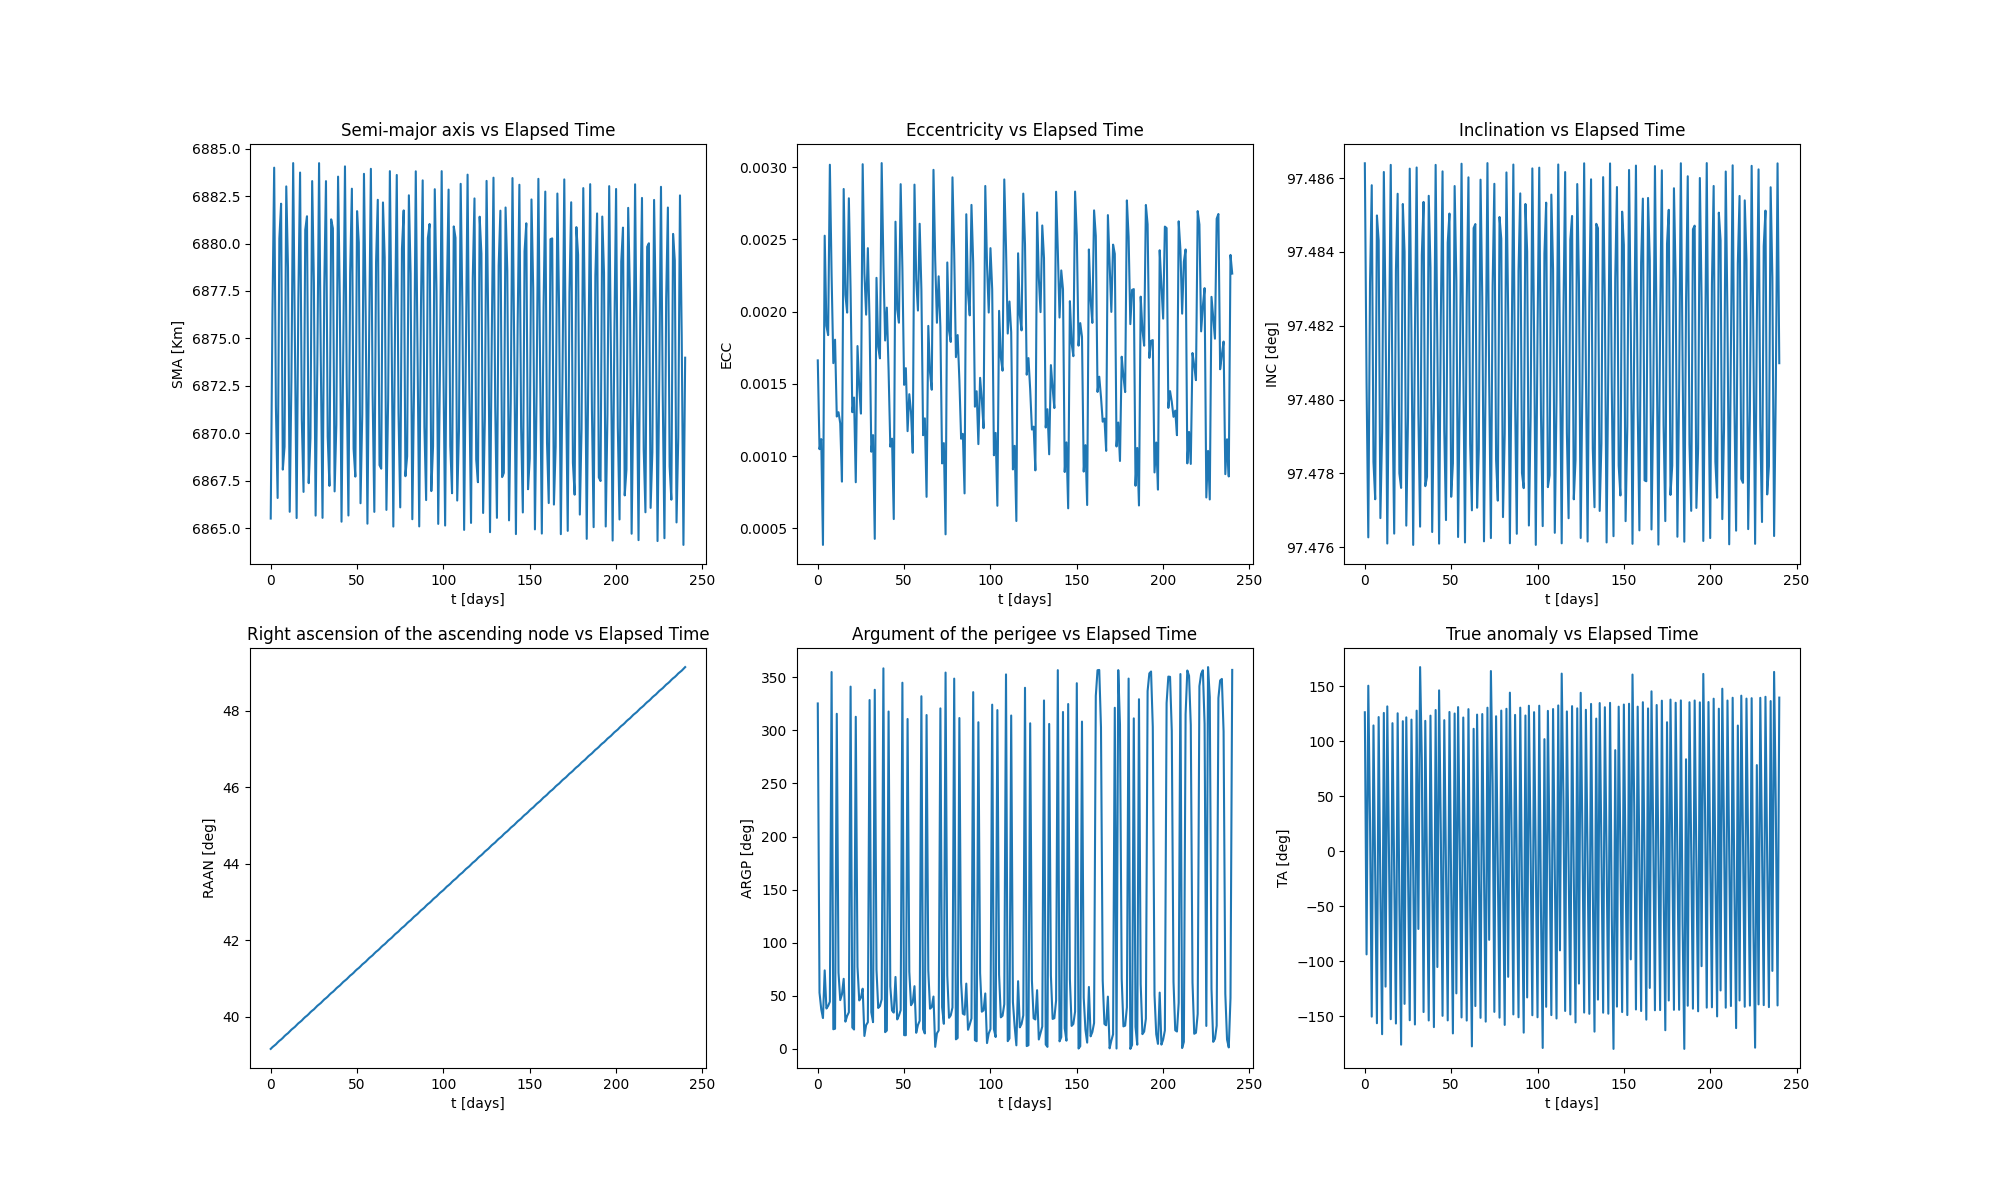 Semi-major axis vs Elapsed Time
SMA [Km]
6885.0
6882.5
6880.0
6877.5
6875.0
6872.5
6870.0
6867.5
6865.0
0 50 100 150 200 250
t [days]
Eccentricity vs Elapsed Time
ECC
0.0030
0.0025
0.0020
0.0015
0.0010
0.0005
0 50 100 150 200 250
t [days]
Inclination vs Elapsed Time
INC [deg]
97.486
97.484
97.482
97.480
97.478
97.476
0 50 100 150 200 250
t [days]
Right ascension of the ascending node vs Elapsed Time
RAAN [deg]
48
46
44
42
40
0 50 100 150 200 250
t [days]
Argument of the perigee vs Elapsed Time
ARGP [deg]
350
300
250
200
150
100
50
0
0 50 100 150 200 250
t [days]
True anomaly vs Elapsed Time
TA [deg]
150
100
50
0
−50
−100
−150
0 50 100 150 200 250
t [days]